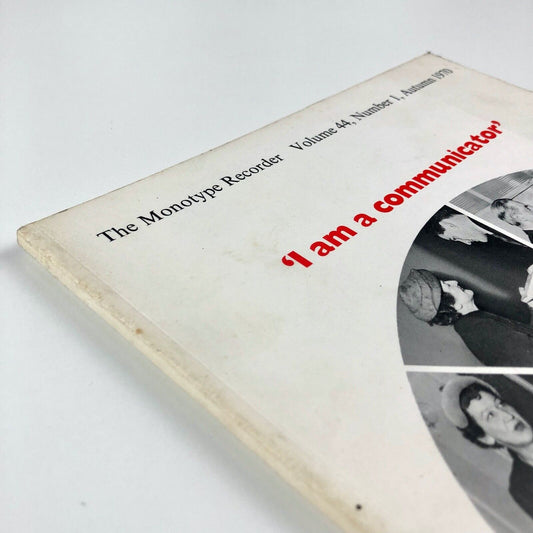 The Monotype Recorder Volume 44, Number 1, Autumn 1970
‘I am a communicator’